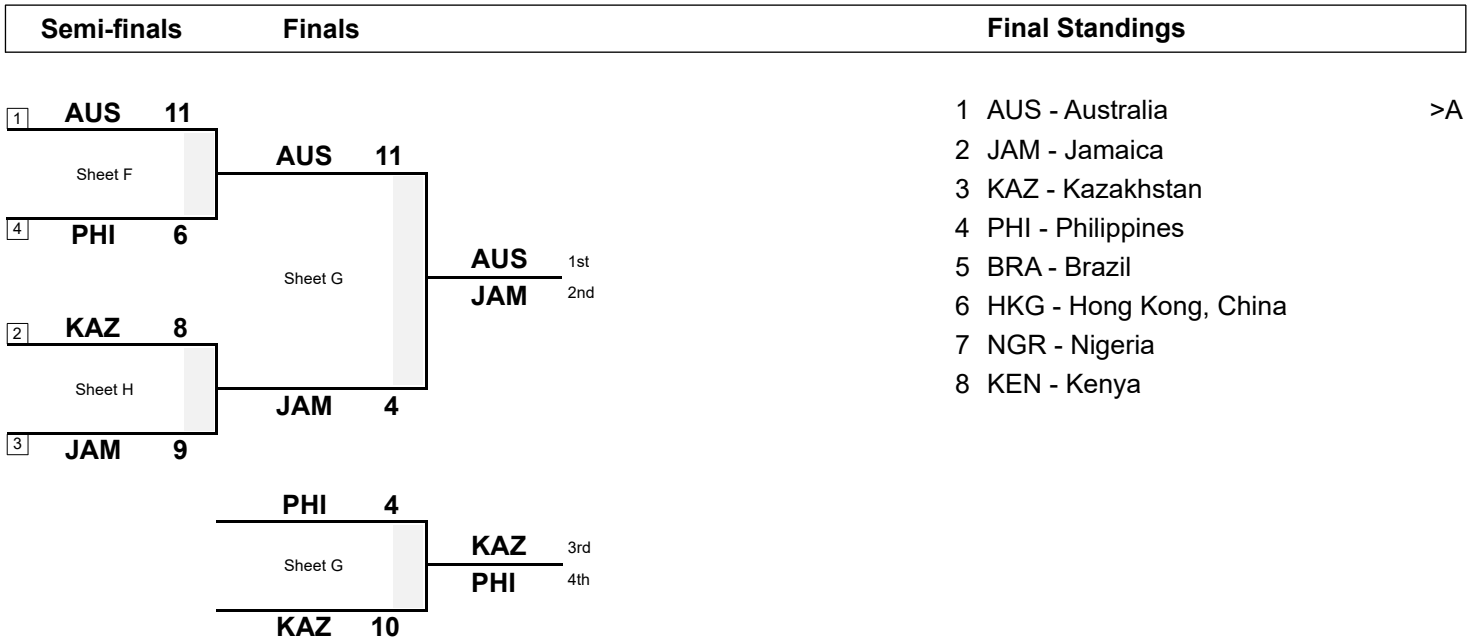 Semi-finals Finals Final Standings
1 AUS 11
Sheet F
4 PHI 6
2 KAZ 8
Sheet H
3 JAM 9
AUS 11
Sheet G
JAM 4
AUS 1st
JAM 2nd
PHI 4
Sheet G
KAZ 10
KAZ 3rd
PHI 4th
1 AUS - Australia >A
2 JAM - Jamaica
3 KAZ - Kazakhstan
4 PHI - Philippines
5 BRA - Brazil
6 HKG - Hong Kong, China
7 NGR - Nigeria
8 KEN - Kenya